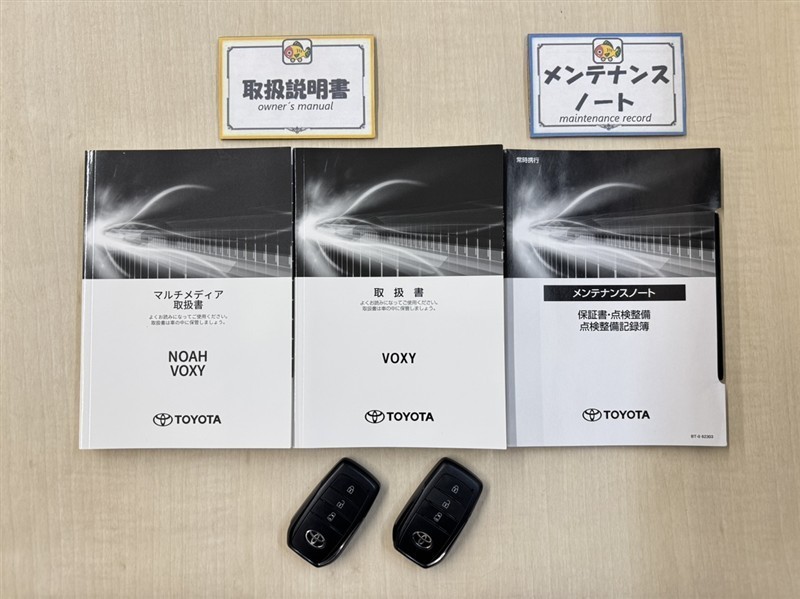 取扱説明書
owner's manual
メンテナンス
ノート
maintenance record
マルチメディア
取扱書
よくお読みになってご使用ください。
取扱書は車の中に保管しましょう。
NOAH
VOXY
TOYOTA
取扱書
よくお読みになってご使用ください。
取扱書は車の中に保管しましょう。
VOXY
TOYOTA
常時携行
メンテナンスノート
保証書・点検整備
点検整備記録簿
TOYOTA